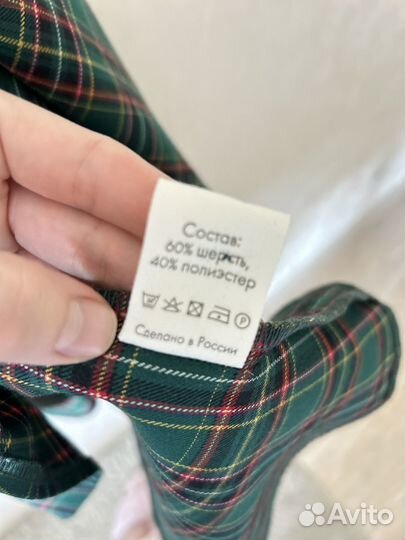 Состав:
60% шерсть,
40% полиэстер
P
Сделано в России
Avito